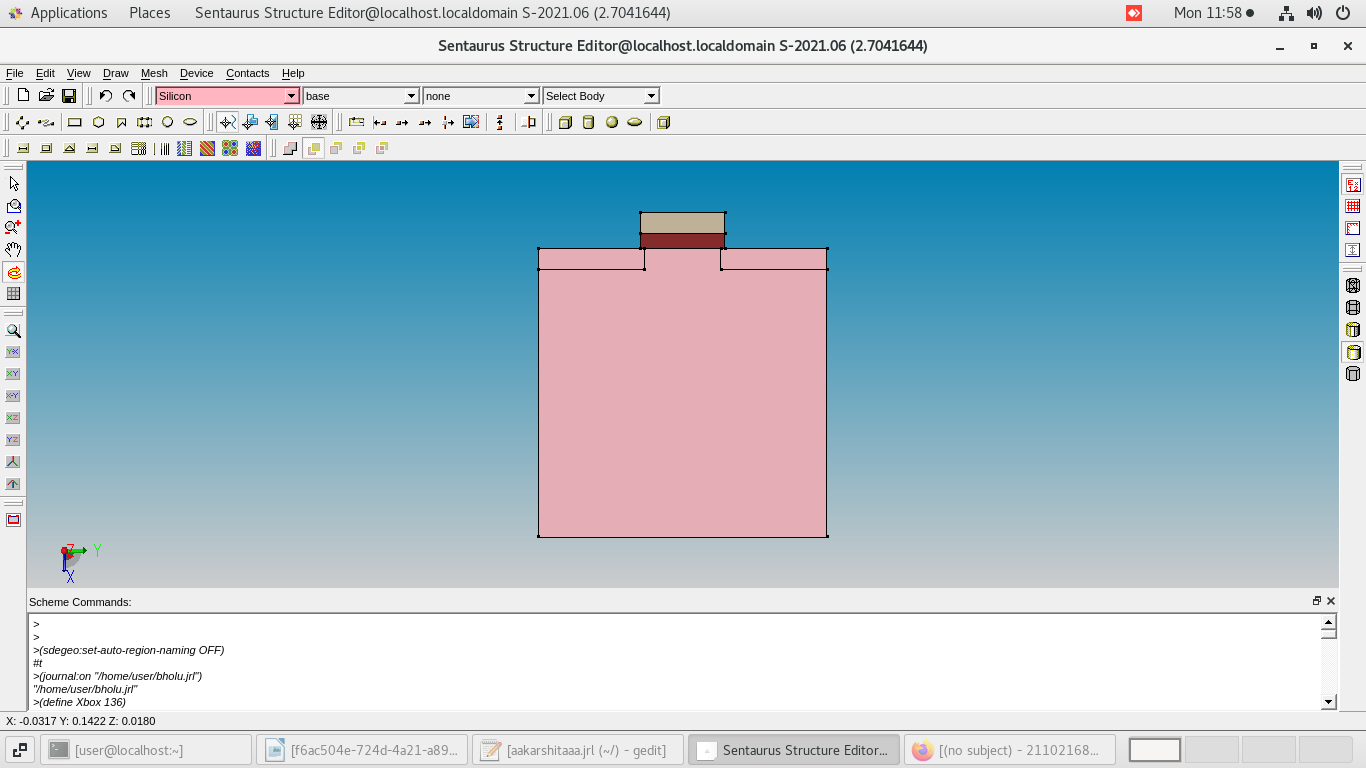 Applications Places Sentaurus Structure Editor@localhost.localdomain S-2021.06 (2.7041644) Mon 11:58
Sentaurus Structure Editor@localhost.localdomain S-2021.06 (2.7041644)
File Edit View Draw Mesh Device Contacts Help
Silicon base none Select Body
YX
XY
X-Y
XZ
YZ
Z Y
X
Scheme Commands:
>
>
>(sdegeo:set-auto-region-naming OFF)
#t
>(journal:on "/home/user/bholu.jrl")
"/home/user/bholu.jrl"
>(define Xbox 136)
X: -0.0317 Y: 0.1422 Z: 0.0180
[user@localhost:~] [f6ac504e-724d-4a21-a89... [aakarshitaaa.jrl (~/) - gedit] Sentaurus Structure Editor... [(no subject) - 21102168...